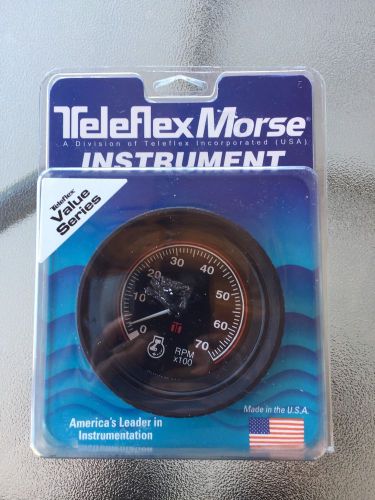 TeleflexMorse®
A Division of Teleflex Incorporated (USA)
INSTRUMENT
Teleflex
Value
Series
0
10
20
30
40
50
60
70
RPM
x100
Made in the U.S.A.
America's Leader in
Instrumentation